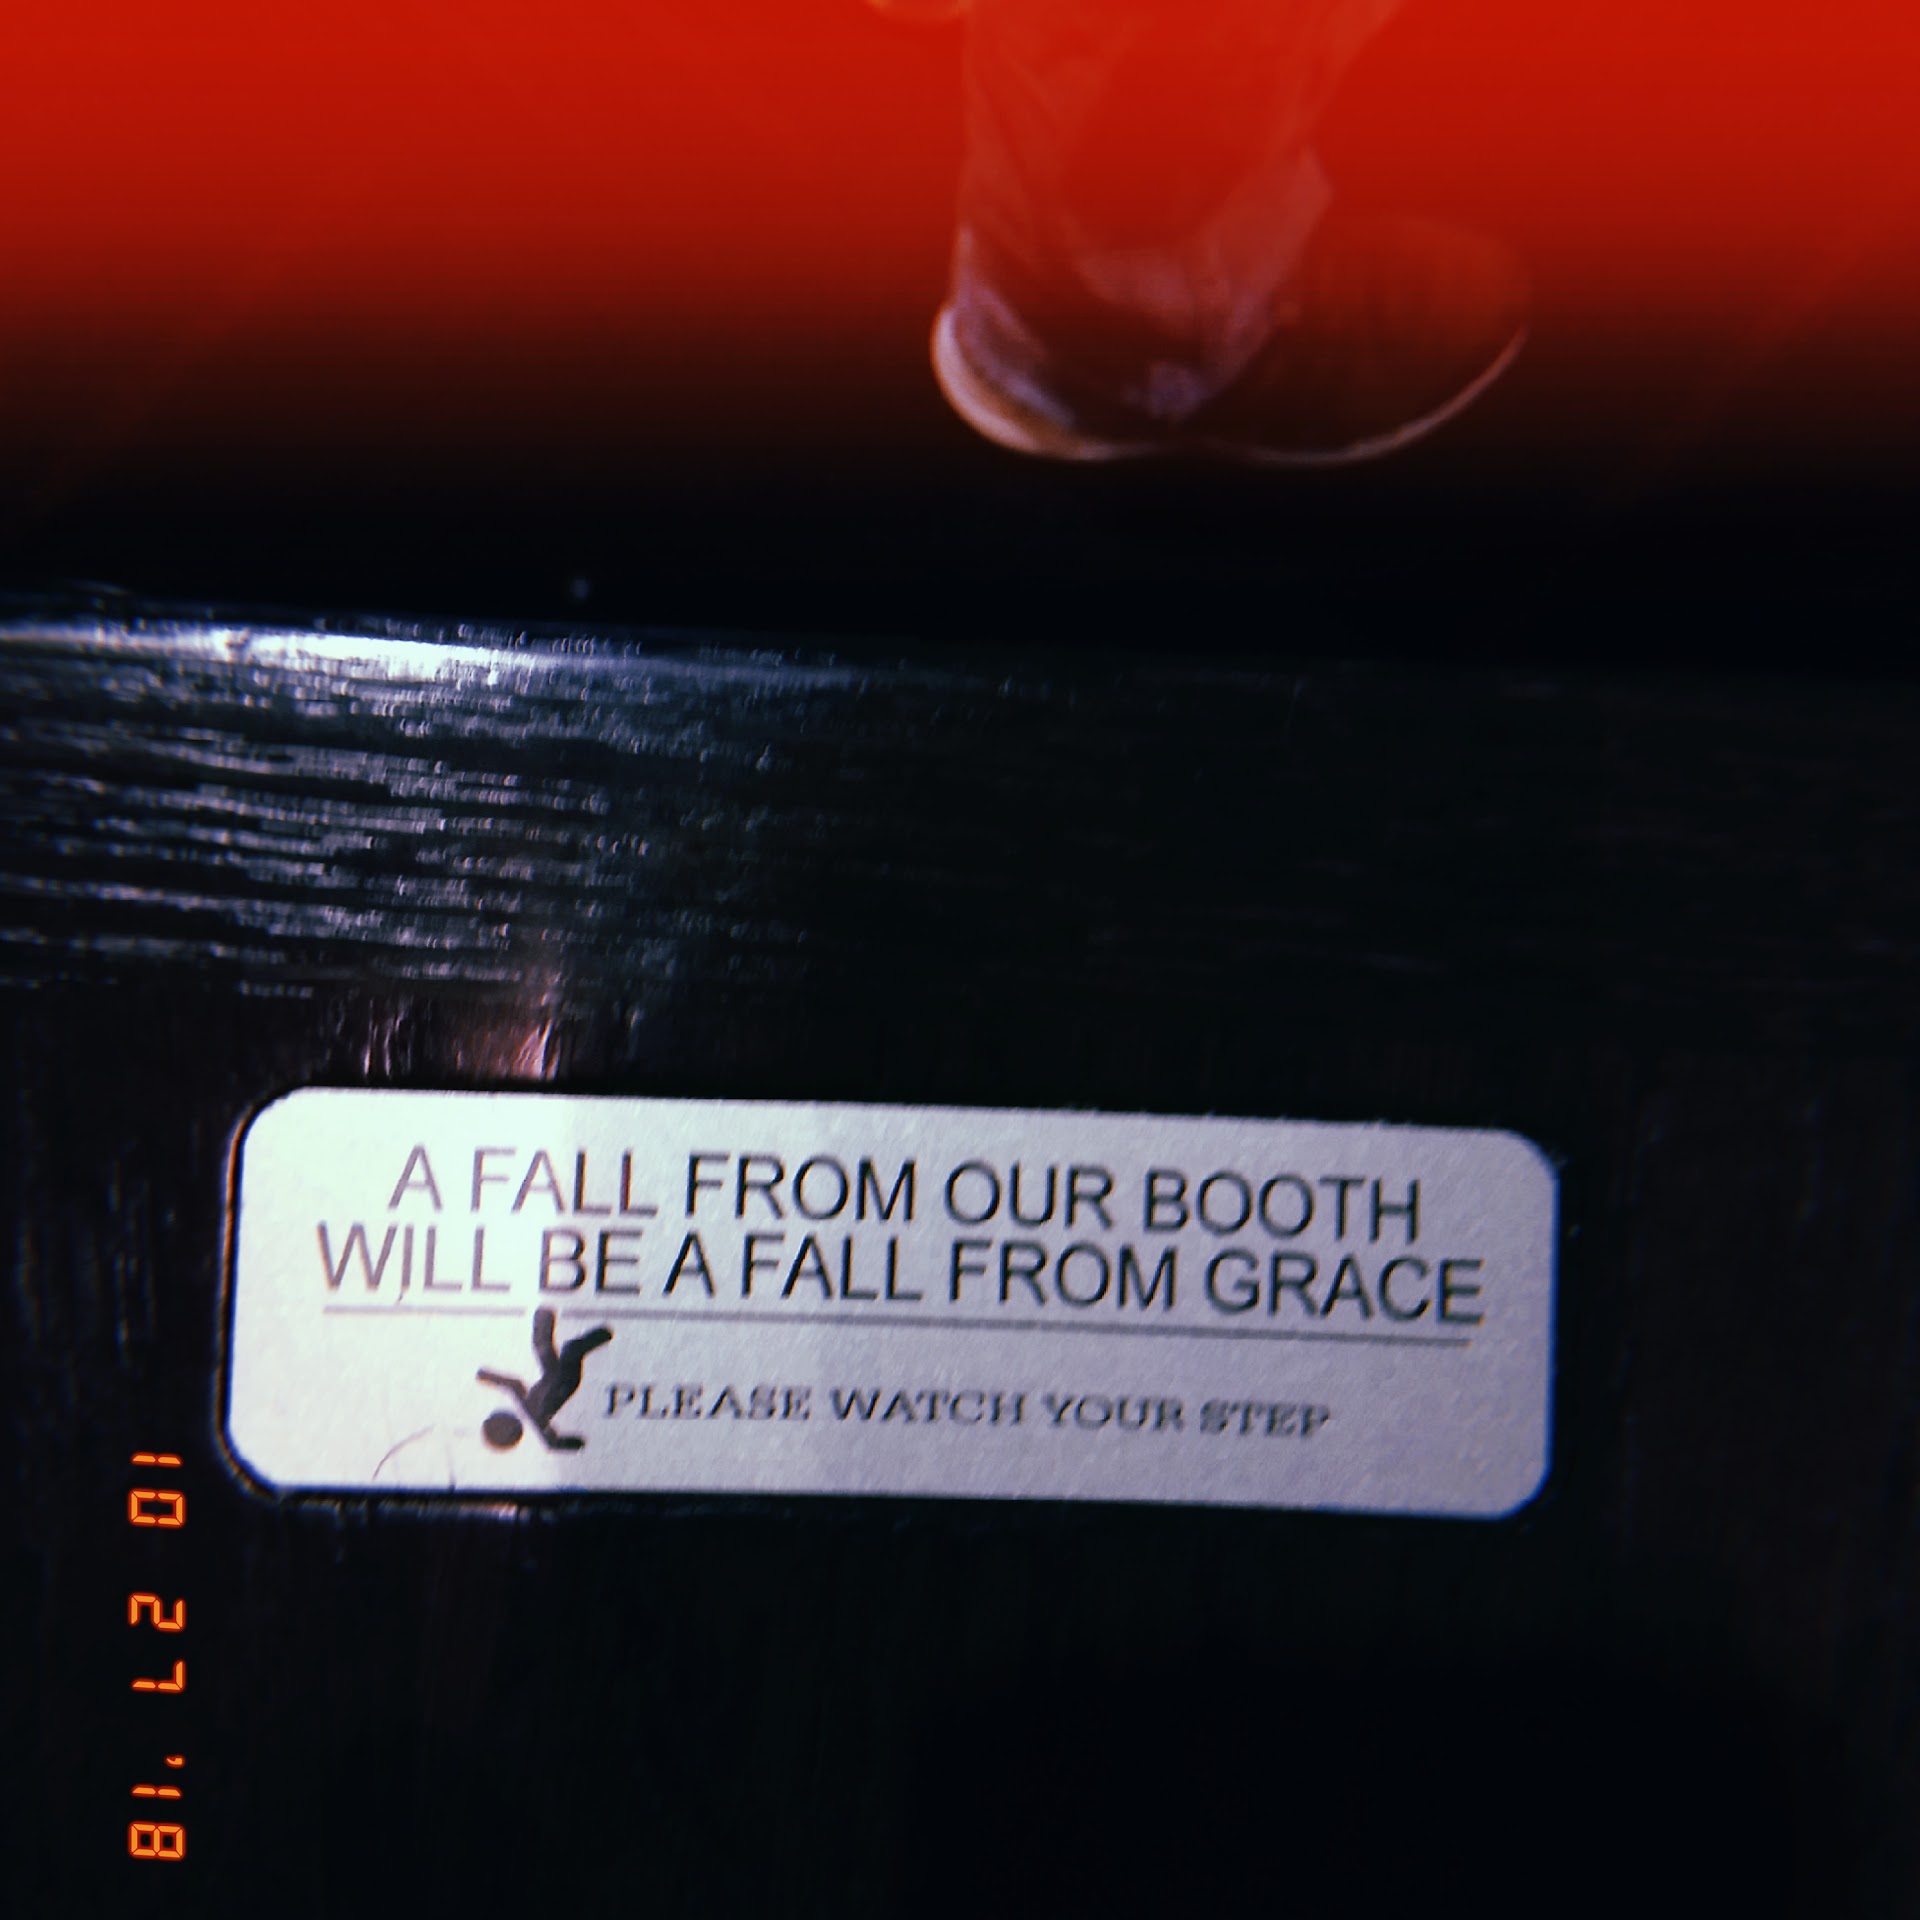 A FALL FROM OUR BOOTH
WILL BE A FALL FROM GRACE
PLEASE WATCH YOUR STEP
10 27 '18